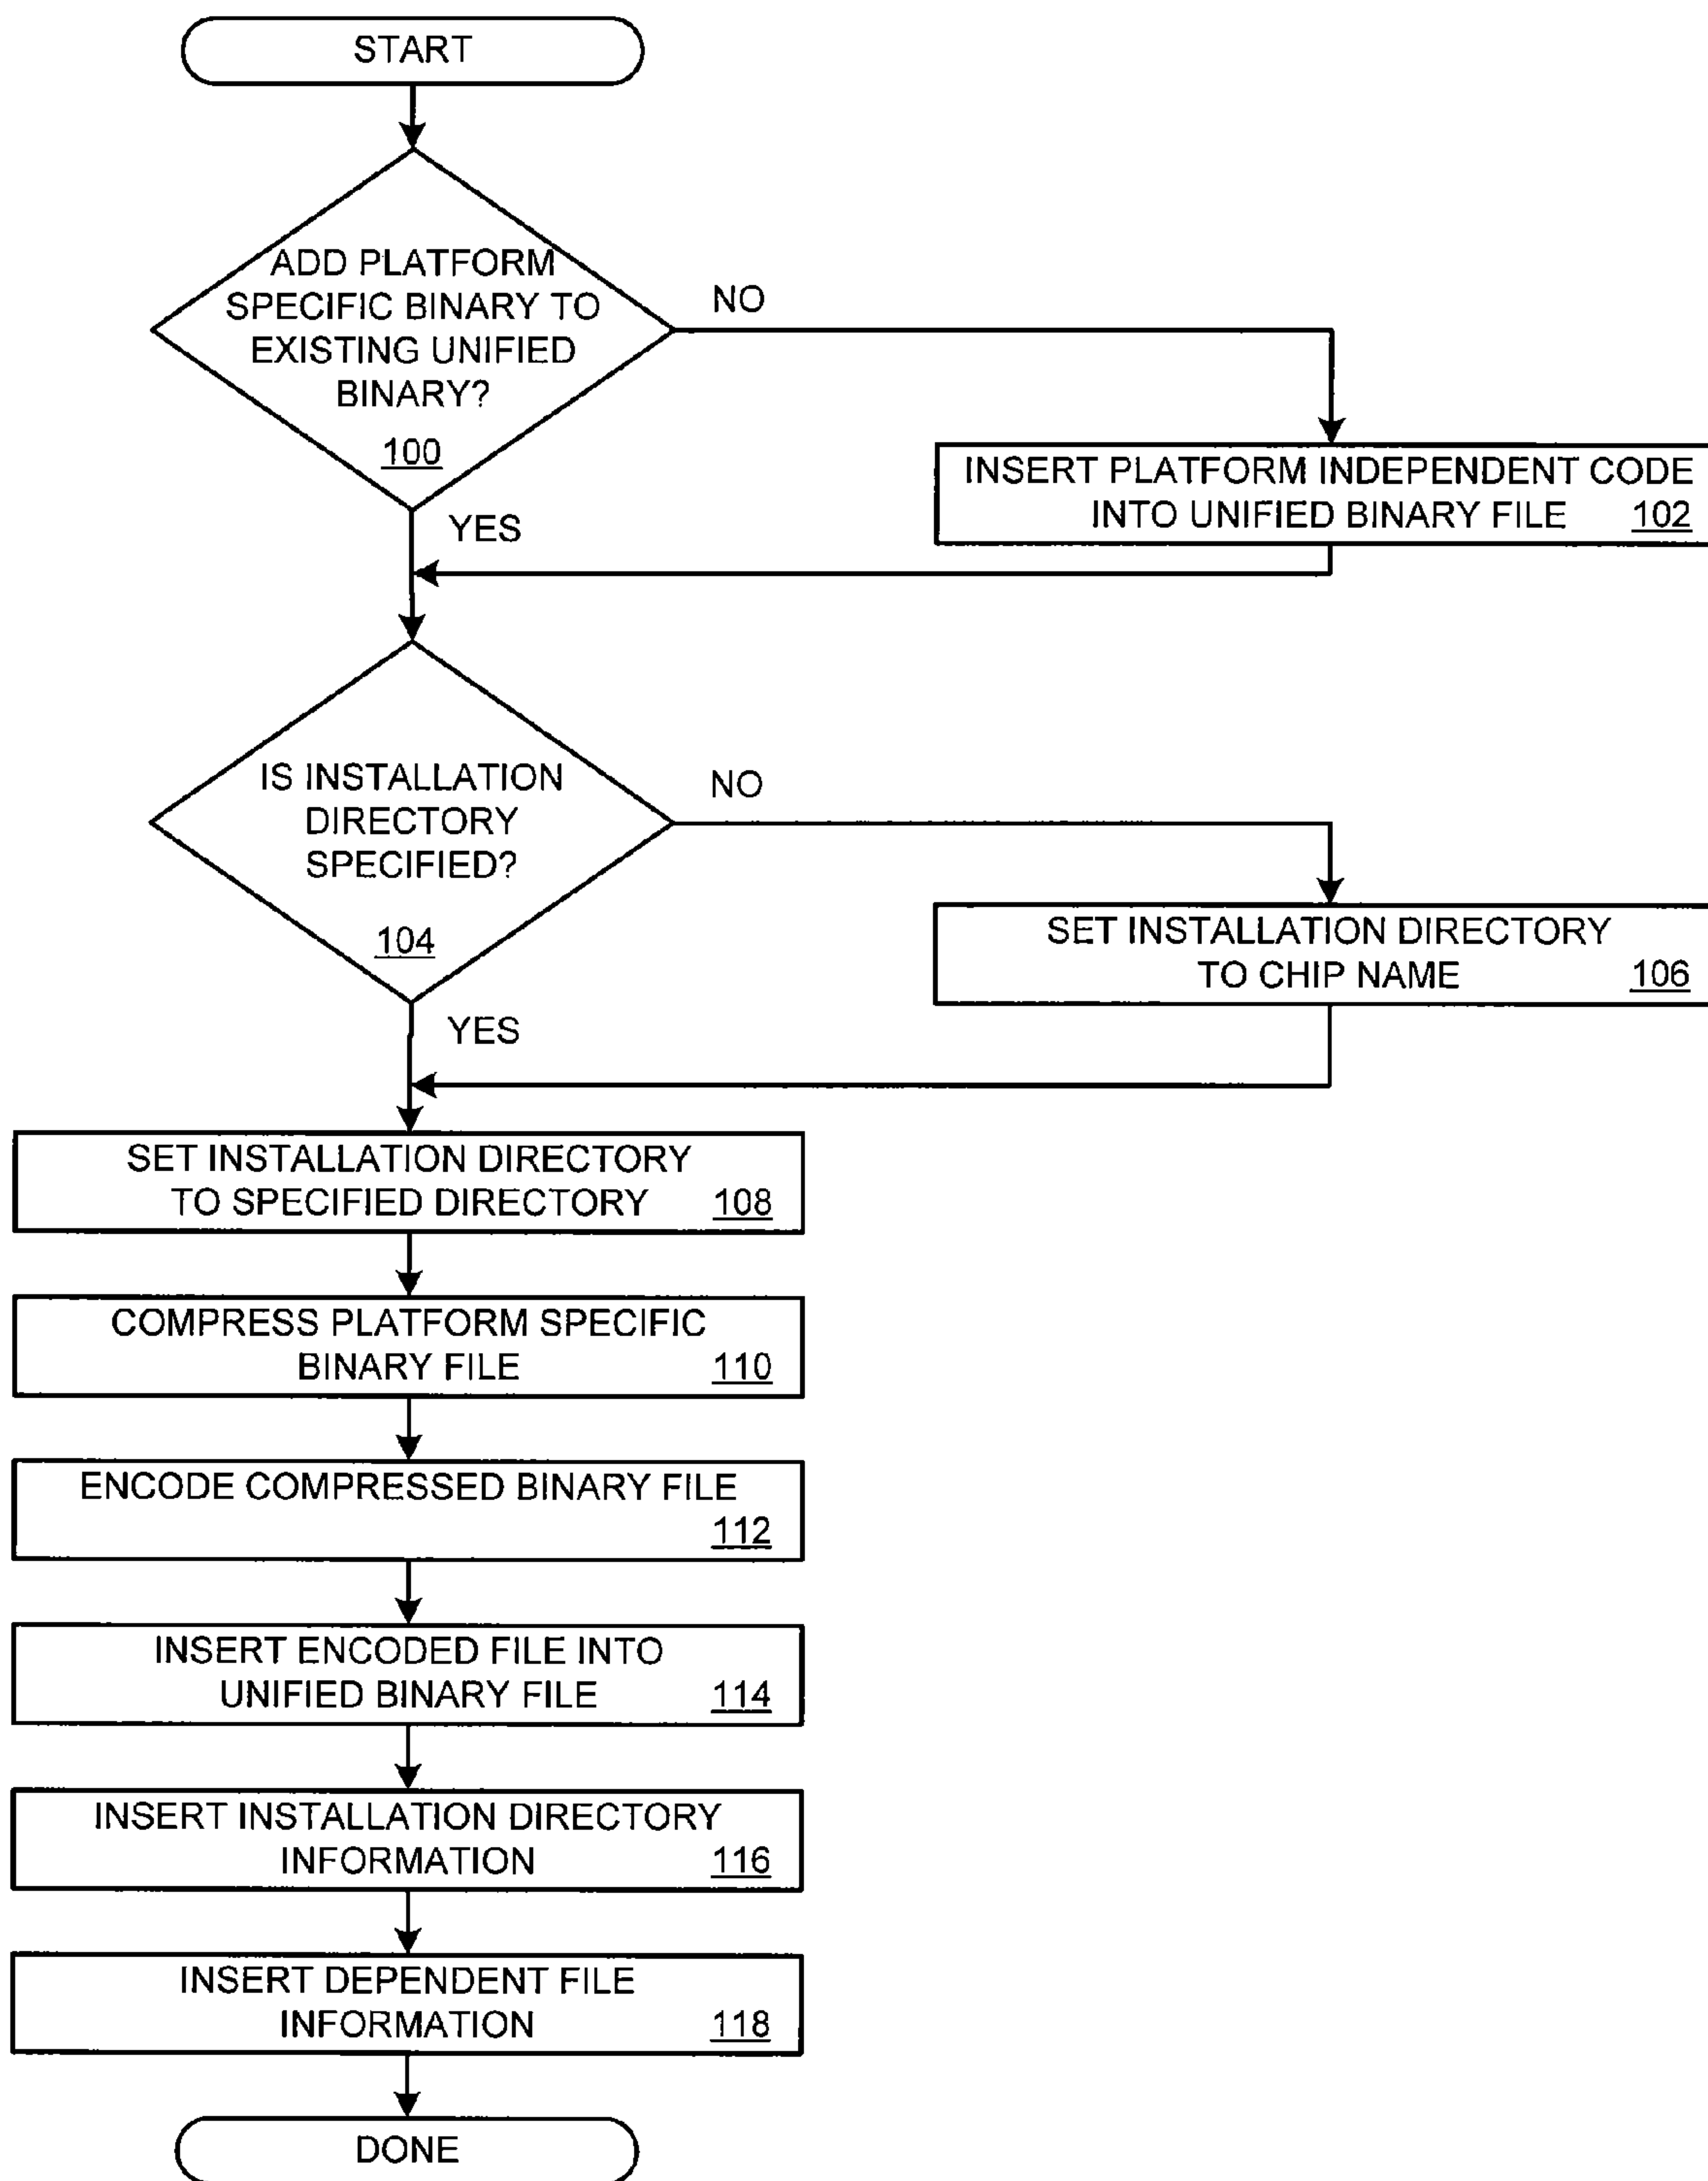 START
ADD PLATFORM
SPECIFIC BINARY TO
EXISTING UNIFIED
BINARY?
100
NO
INSERT PLATFORM INDEPENDENT CODE
INTO UNIFIED BINARY FILE 102
YES
IS INSTALLATION
DIRECTORY
SPECIFIED?
104
NO
SET INSTALLATION DIRECTORY
TO CHIP NAME 106
YES
SET INSTALLATION DIRECTORY
TO SPECIFIED DIRECTORY 108
COMPRESS PLATFORM SPECIFIC
BINARY FILE 110
ENCODE COMPRESSED BINARY FILE
112
INSERT ENCODED FILE INTO
UNIFIED BINARY FILE 114
INSERT INSTALLATION DIRECTORY
INFORMATION 116
INSERT DEPENDENT FILE
INFORMATION 118
DONE